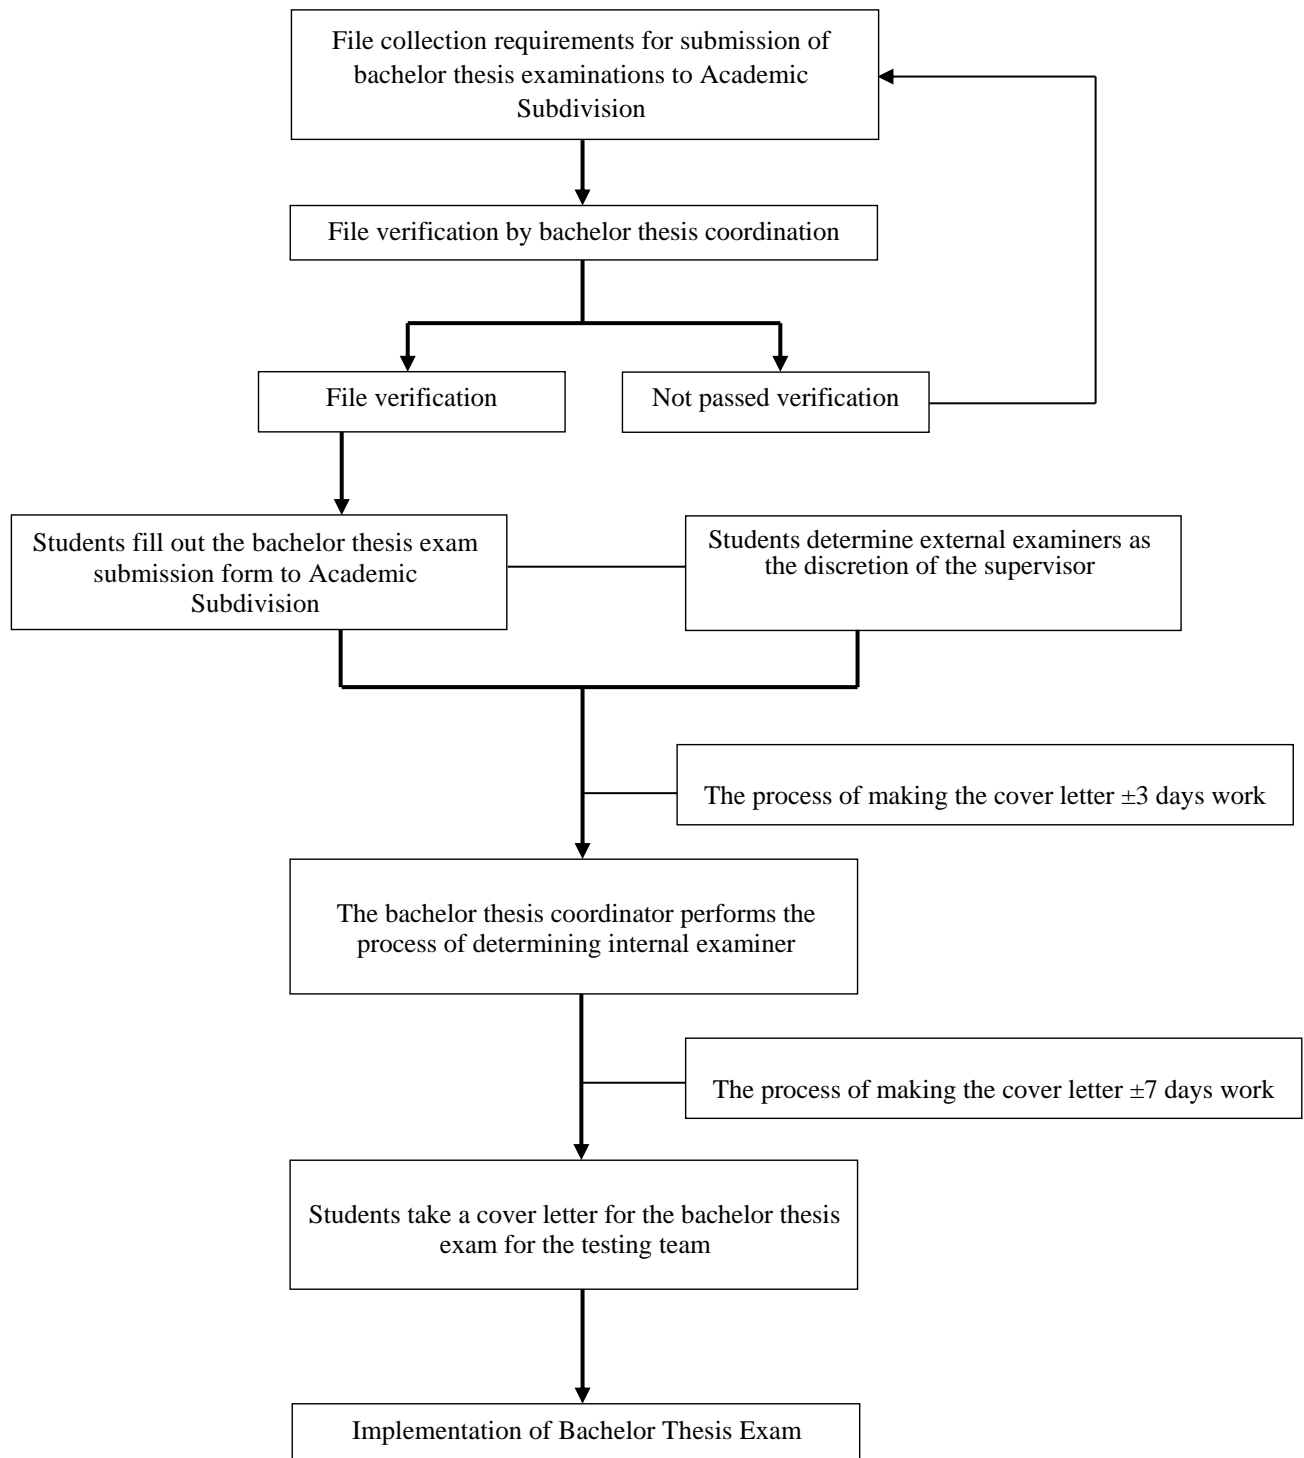 File collection requirements for submission of
bachelor thesis examinations to Academic
Subdivision
File verification by bachelor thesis coordination
File verification
Not passed verification
Students fill out the bachelor thesis exam
submission form to Academic
Subdivision
Students determine external examiners as
the discretion of the supervisor
The process of making the cover letter ±3 days work
The bachelor thesis coordinator performs the
process of determining internal examiner
The process of making the cover letter ±7 days work
Students take a cover letter for the bachelor thesis
exam for the testing team
Implementation of Bachelor Thesis Exam